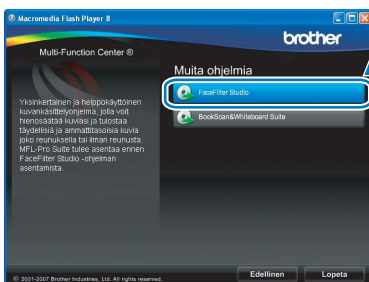 Macromedia Flash Player 8
brother
Multi-Function Center ®
Muita ohjelmia
FaceFilter Studio
BookScan&Whiteboard Suite
Yksinkertainen ja helppokäyttöinen
kuvankäsittelyohjelma, jolla voit
hienosäätää kuviasi ja tulostaa
täydellisiä ja ammattitasoisia kuvia
joko reunuksella tai ilman reunusta.
MFL-Pro Suite tulee asentaa ennen
FaceFilter Studio -ohjelman
asentamista.
© 2001-2007 Brother Industries, Ltd. All rights reserved.
Edellinen
Lopeta